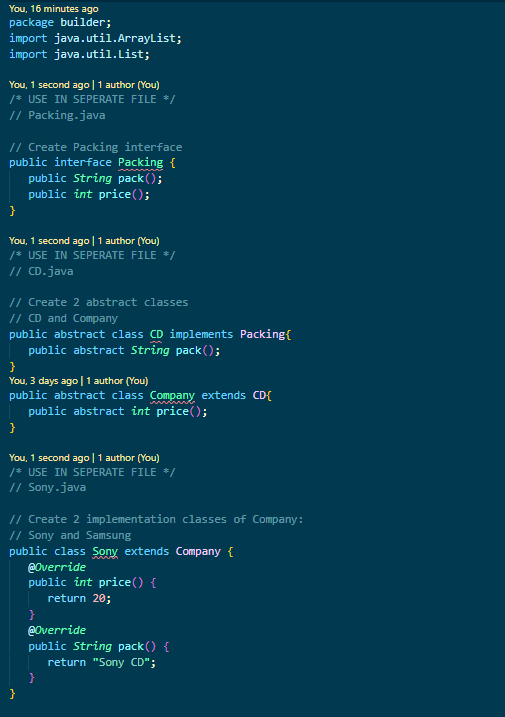 You, 16 minutes ago
package builder;
import java.util.ArrayList;
import java.util.List;
You, 1 second ago | 1 author (You)
/* USE IN SEPERATE FILE */
// Packing.java
// Create Packing interface
public interface Packing {
public String pack();
public int price();
}
You, 1 second ago | 1 author (You)
/* USE IN SEPERATE FILE */
// CD.java
// Create 2 abstract classes
// CD and Company
public abstract class CD implements Packing{
public abstract String pack();
}
You, 3 days ago | 1 author (You)
public abstract class Company extends CD{
public abstract int price();
}
You, 1 second ago | 1 author (You)
/* USE IN SEPERATE FILE */
// Sony.java
// Create 2 implementation classes of Company:
// Sony and Samsung
public class Sony extends Company {
@Override
public int price() {
return 20;
}
@Override
public String pack() {
return "Sony CD";
}
}